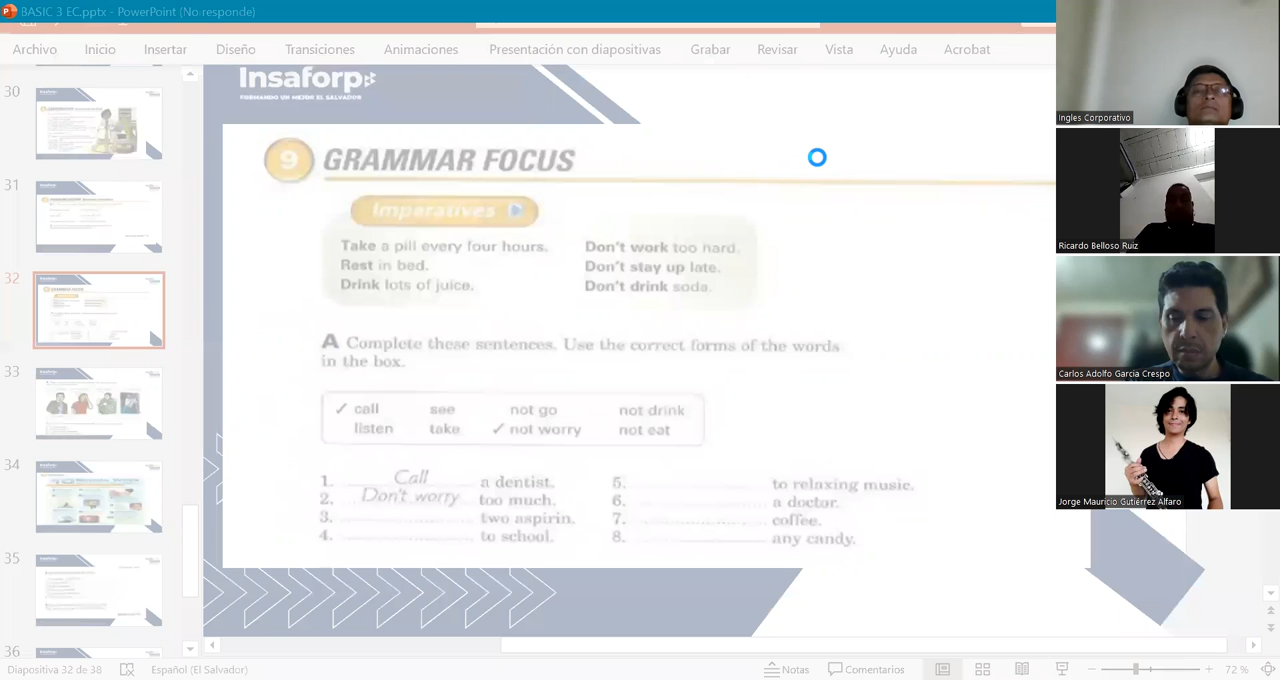 BASIC 3 EC.pptx - PowerPoint (No responde)
Archivo Inicio Insertar Diseño Transiciones Animaciones Presentación con diapositivas Grabar Revisar Vista Ayuda Acrobat
30
31
32
33
34
35
36
Insaforp
FORMANDO UN MEJOR EL SALVADOR
9 GRAMMAR FOCUS
Imperatives
Take a pill every four hours.
Rest in bed.
Drink lots of juice.
Don't work too hard.
Don't stay up late.
Don't drink soda.
A Complete these sentences. Use the correct forms of the words
in the box.
✓ call see not go not drink
listen take ✓ not worry not eat
1. Call a dentist.
2. Don't worry too much.
3. ____________ two aspirin.
4. ____________ to school.
5. ____________ to relaxing music.
6. ____________ a doctor.
7. ____________ coffee.
8. ____________ any candy.
Ingles Corporativo
Ricardo Belloso Ruiz
Carlos Adolfo Garcia Crespo
Jorge Mauricio Gutiérrez Alfaro
Diapositiva 32 de 38 Español (El Salvador) Notas Comentarios 72 %